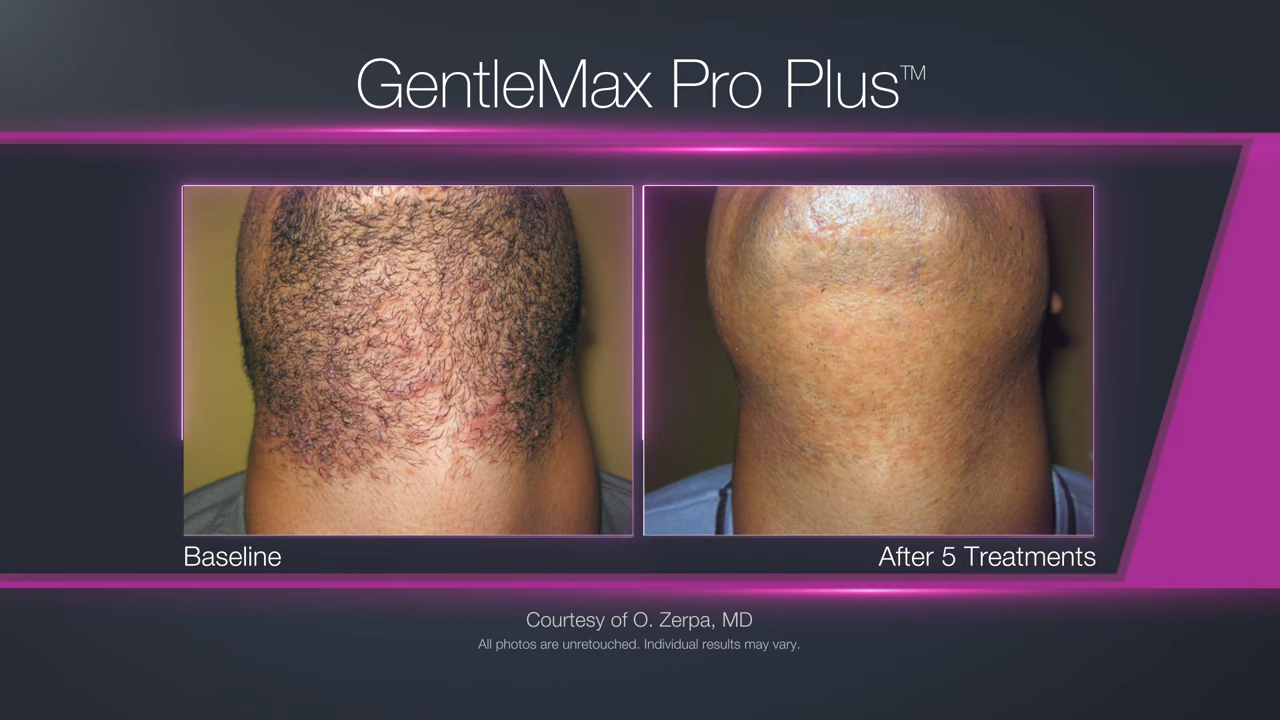 GentleMax Pro Plus™
Baseline
After 5 Treatments
Courtesy of O. Zerpa, MD
All photos are unretouched. Individual results may vary.